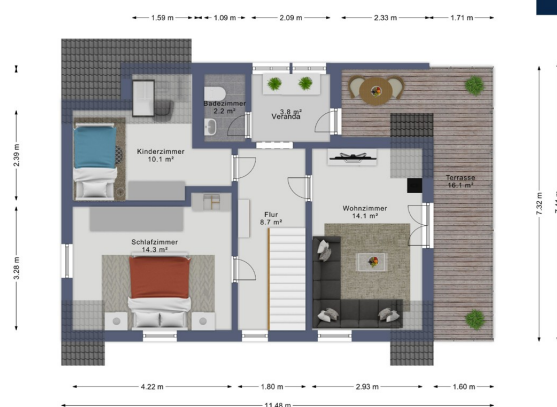 1.59 m
1.09 m
2.09 m
2.33 m
1.71 m
Badezimmer
2.2 m²
3.8 m²
Veranda
Kinderzimmer
10.1 m²
2.39 m
Terrasse
16.1 m²
7.32 m
Wohnzimmer
14.1 m²
Flur
8.7 m²
Schlafzimmer
14.3 m²
3.28 m
4.22 m
1.80 m
2.93 m
1.60 m
11.48 m